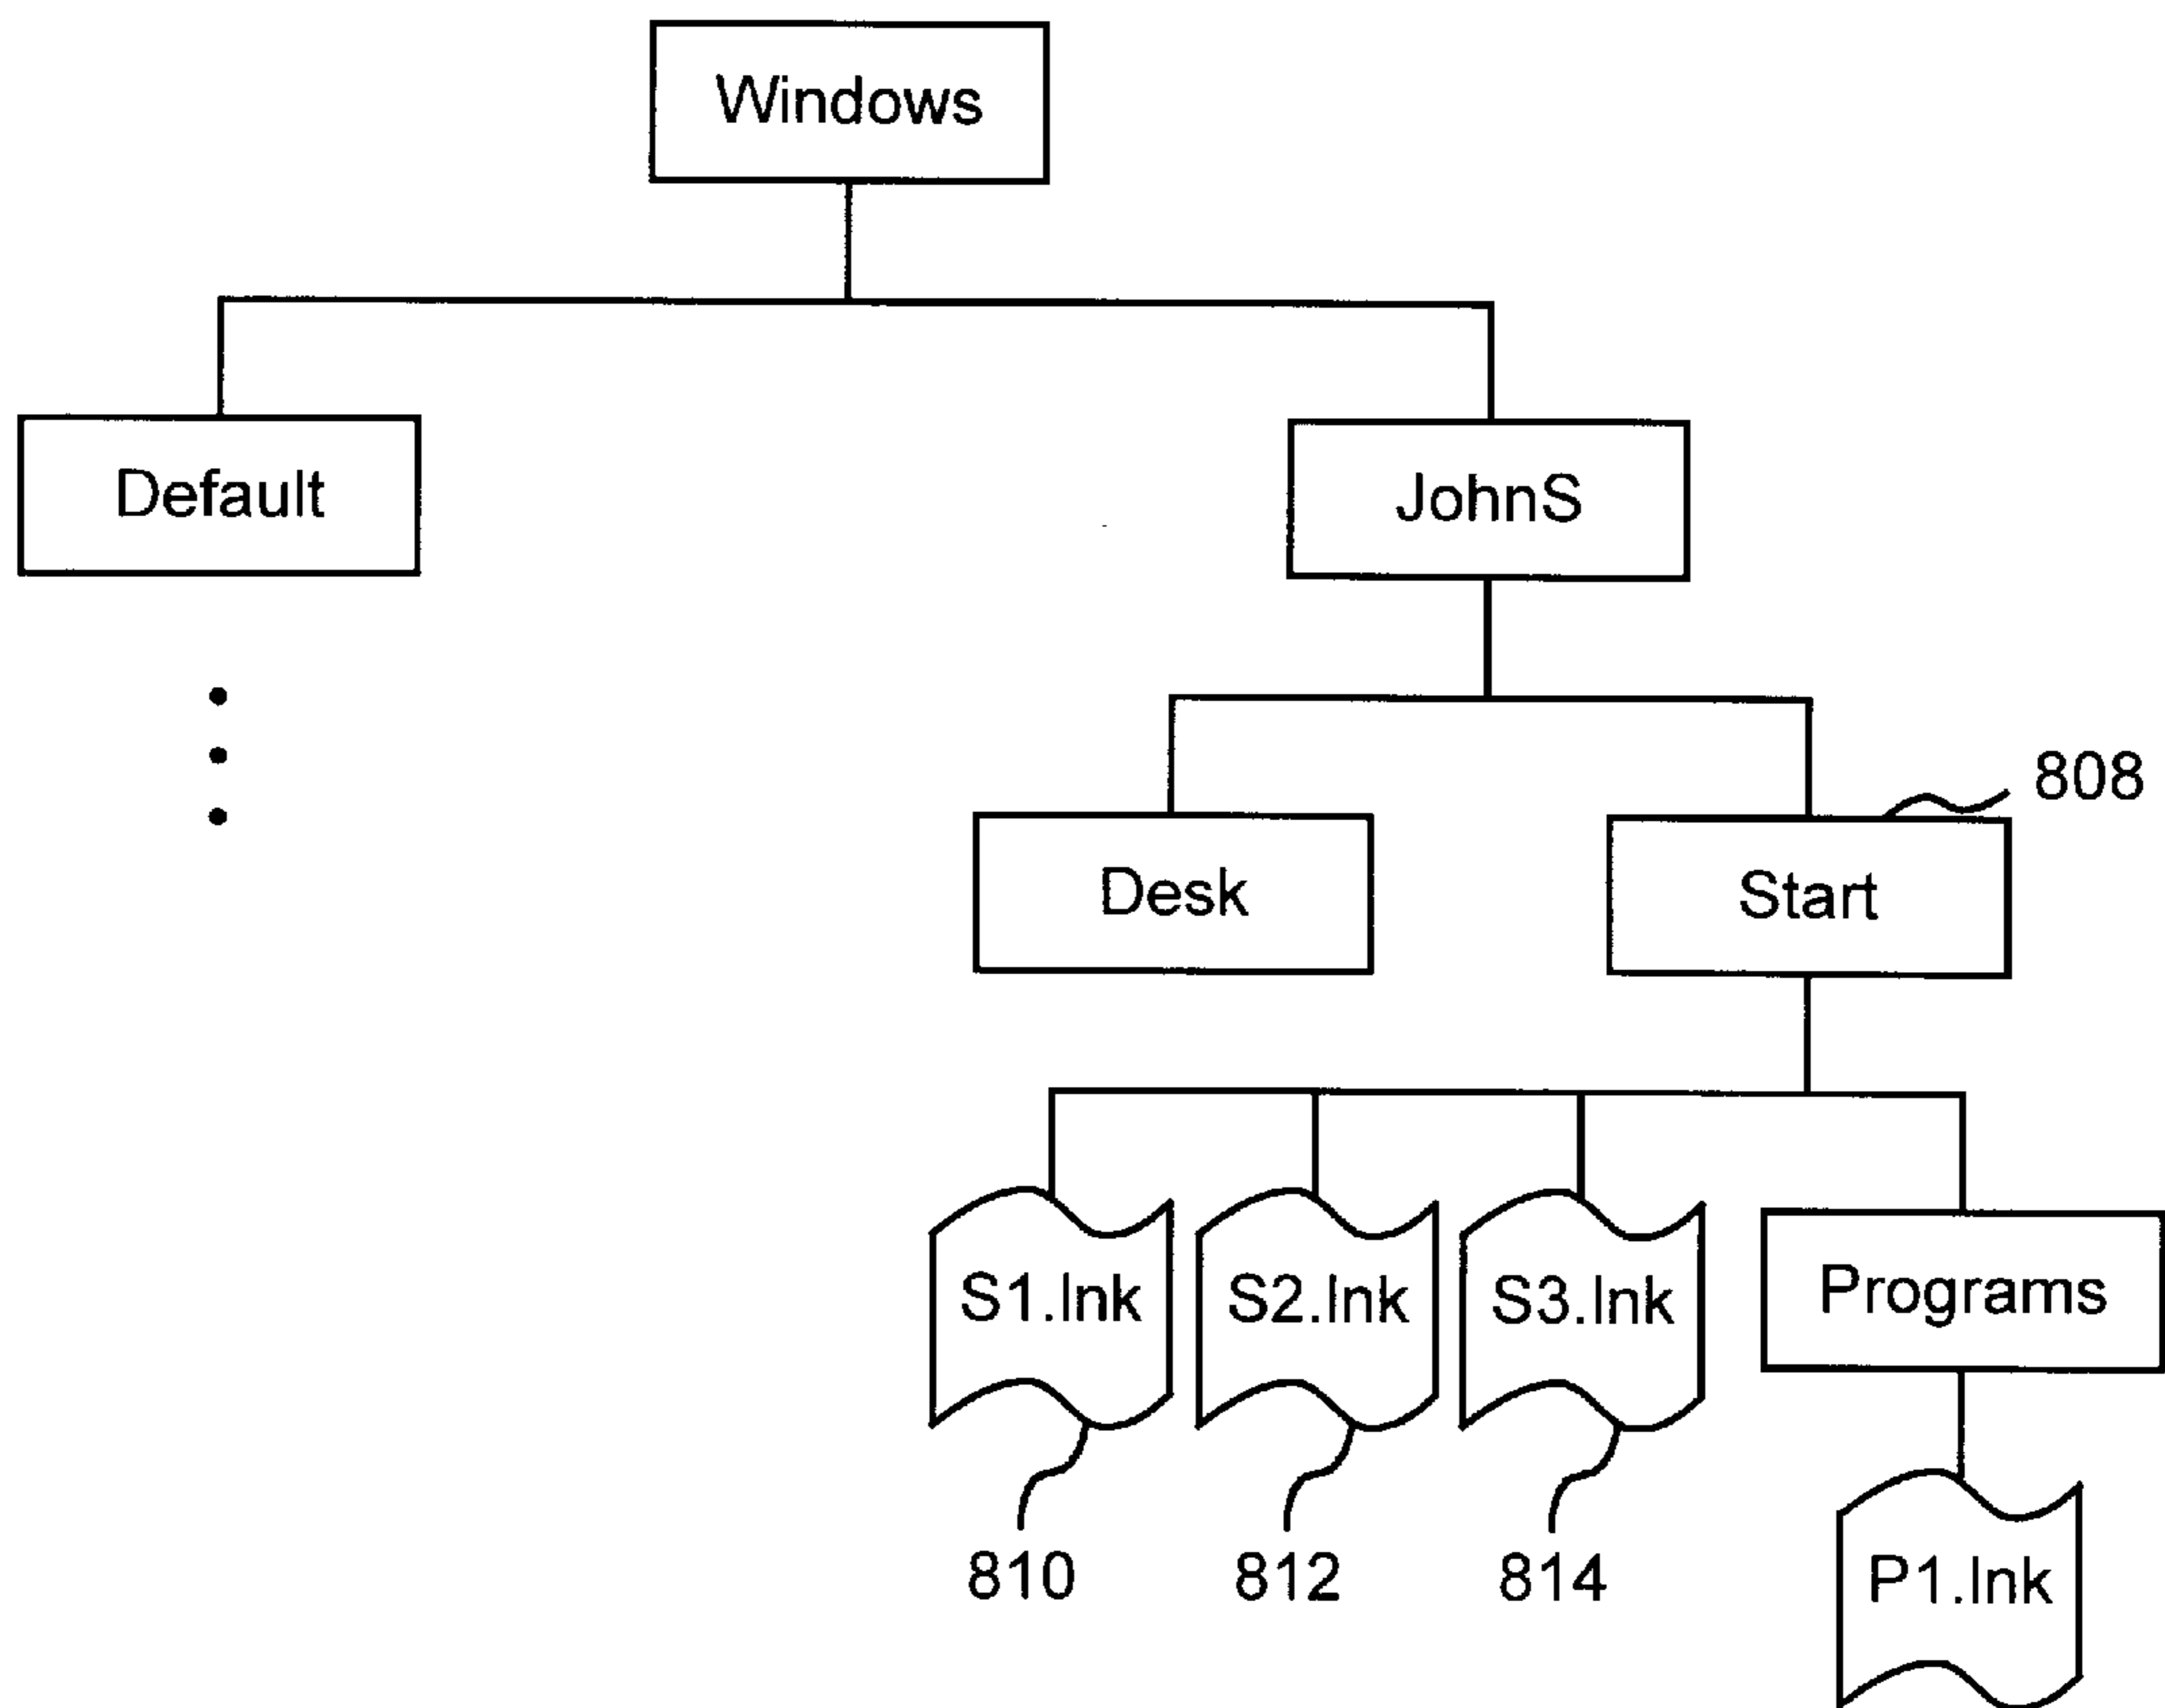 Windows
Default
JohnS
808
Desk
Start
S1.lnk
S2.lnk
S3.lnk
Programs
810
812
814
P1.lnk